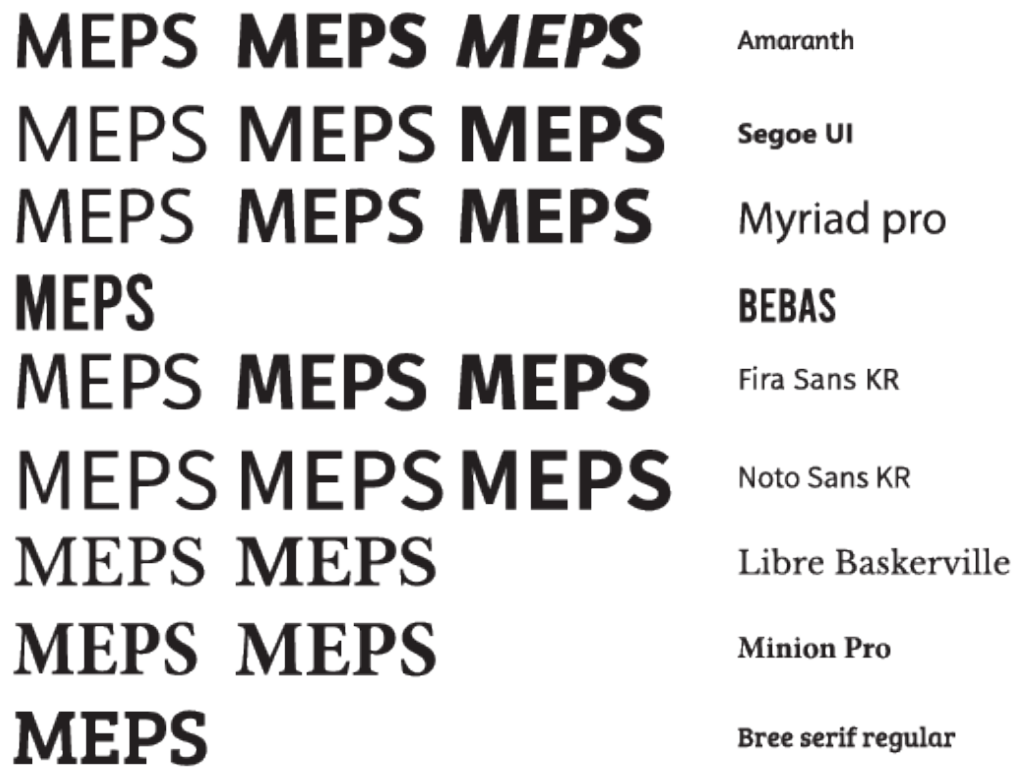 MEPS MEPS MEPS Amaranth
MEPS MEPS MEPS Segoe UI
MEPS MEPS MEPS Myriad pro
MEPS BEBAS
MEPS MEPS MEPS Fira Sans KR
MEPS MEPS MEPS Noto Sans KR
MEPS MEPS Libre Baskerville
MEPS MEPS Minion Pro
MEPS Bree serif regular